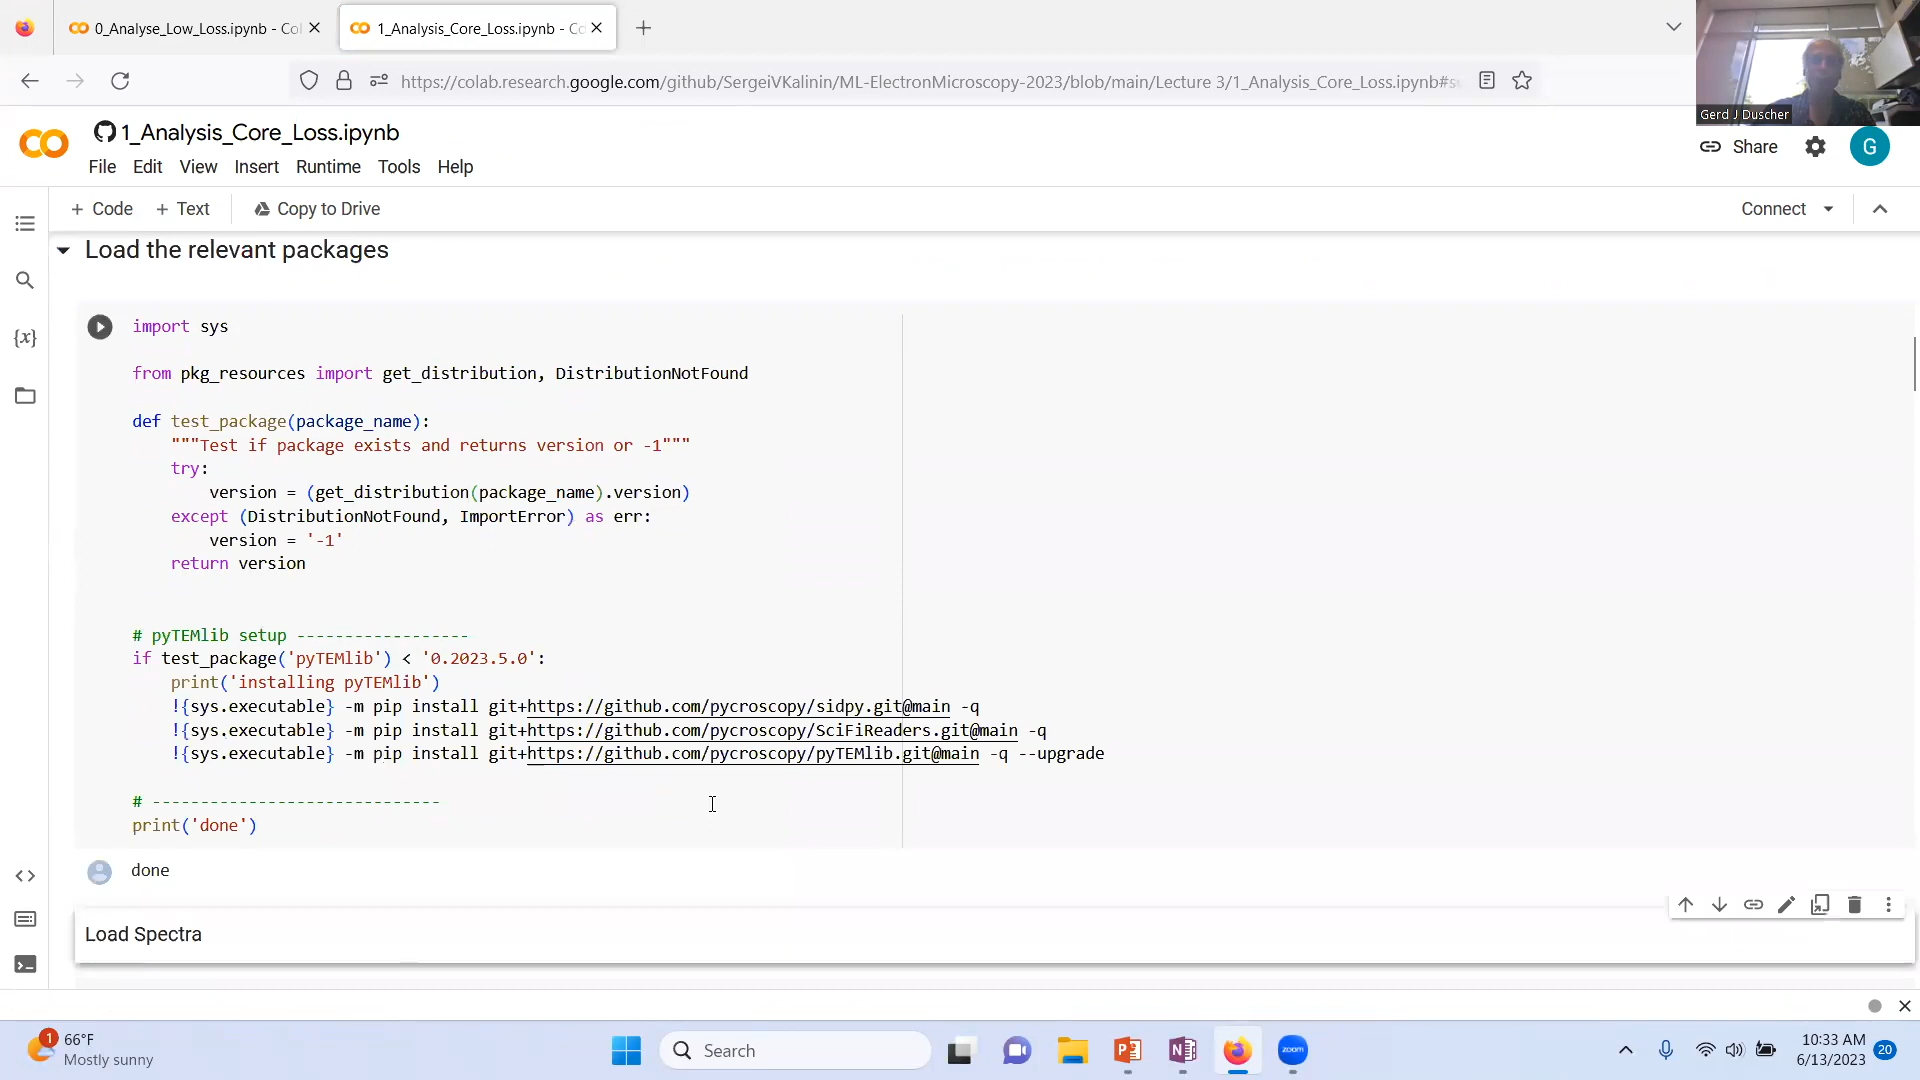 0_Analyse_Low_Loss.ipynb - Col
1_Analysis_Core_Loss.ipynb - Co
https://colab.research.google.com/github/SergeiVKalinin/ML-ElectronMicroscopy-2023/blob/main/Lecture 3/1_Analysis_Core_Loss.ipynb#s
Gerd J Duscher
1_Analysis_Core_Loss.ipynb
Share
G
File Edit View Insert Runtime Tools Help
+ Code + Text Copy to Drive
Connect
Load the relevant packages
{x}
import sys
from pkg_resources import get_distribution, DistributionNotFound
def test_package(package_name):
"""Test if package exists and returns version or -1"""
try:
version = (get_distribution(package_name).version)
except (DistributionNotFound, ImportError) as err:
version = '-1'
return version
# pyTEMlib setup ------------------
if test_package('pyTEMlib') < '0.2023.5.0':
print('installing pyTEMlib')
!{sys.executable} -m pip install git+https://github.com/pycroscopy/sidpy.git@main -q
!{sys.executable} -m pip install git+https://github.com/pycroscopy/SciFiReaders.git@main -q
!{sys.executable} -m pip install git+https://github.com/pycroscopy/pyTEMlib.git@main -q --upgrade
# ------------------------------
print('done')
done
Load Spectra
1
66°F
Mostly sunny
Search
zoom
10:33 AM
6/13/2023
20